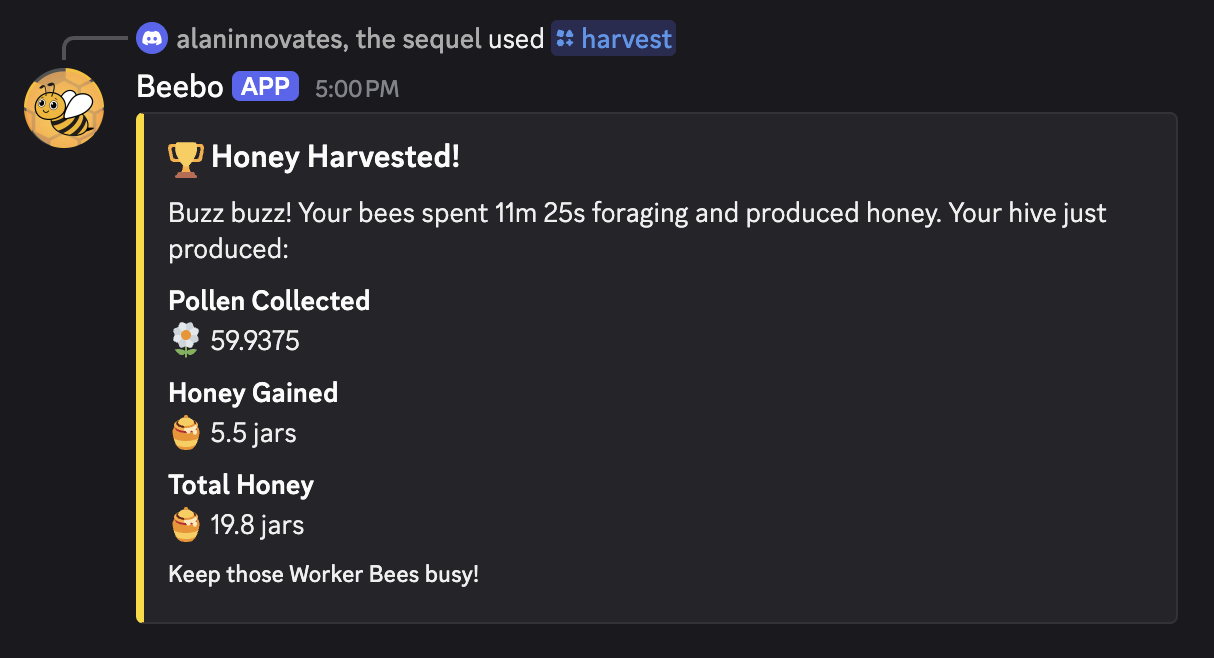 alaninnovates, the sequel used harvest
Beebo APP 5:00 PM
Honey Harvested!
Buzz buzz! Your bees spent 11m 25s foraging and produced honey. Your hive just
produced:
Pollen Collected
59.9375
Honey Gained
5.5 jars
Total Honey
19.8 jars
Keep those Worker Bees busy!